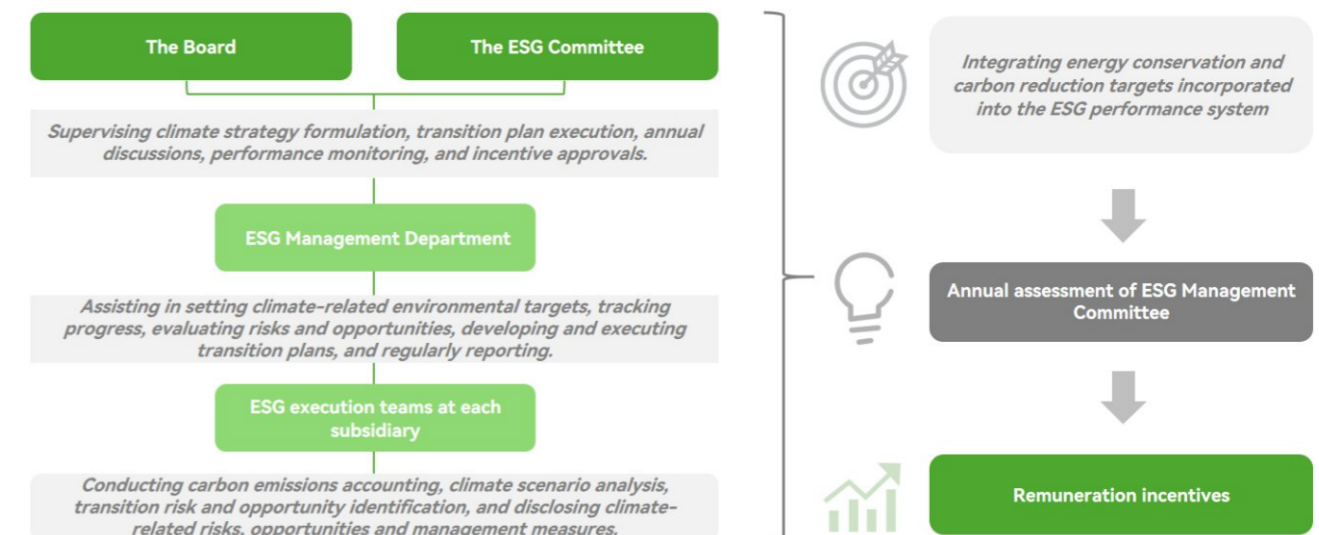 The Board
The ESG Committee
Supervising climate strategy formulation, transition plan execution, annual
discussions, performance monitoring, and incentive approvals.
ESG Management Department
Assisting in setting climate-related environmental targets, tracking
progress, evaluating risks and opportunities, developing and executing
transition plans, and regularly reporting.
ESG execution teams at each
subsidiary
Conducting carbon emissions accounting, climate scenario analysis,
transition risk and opportunity identification, and disclosing climate-
related risks, opportunities and management measures.
Integrating energy conservation and
carbon reduction targets incorporated
into the ESG performance system
Annual assessment of ESG Management
Committee
Remuneration incentives